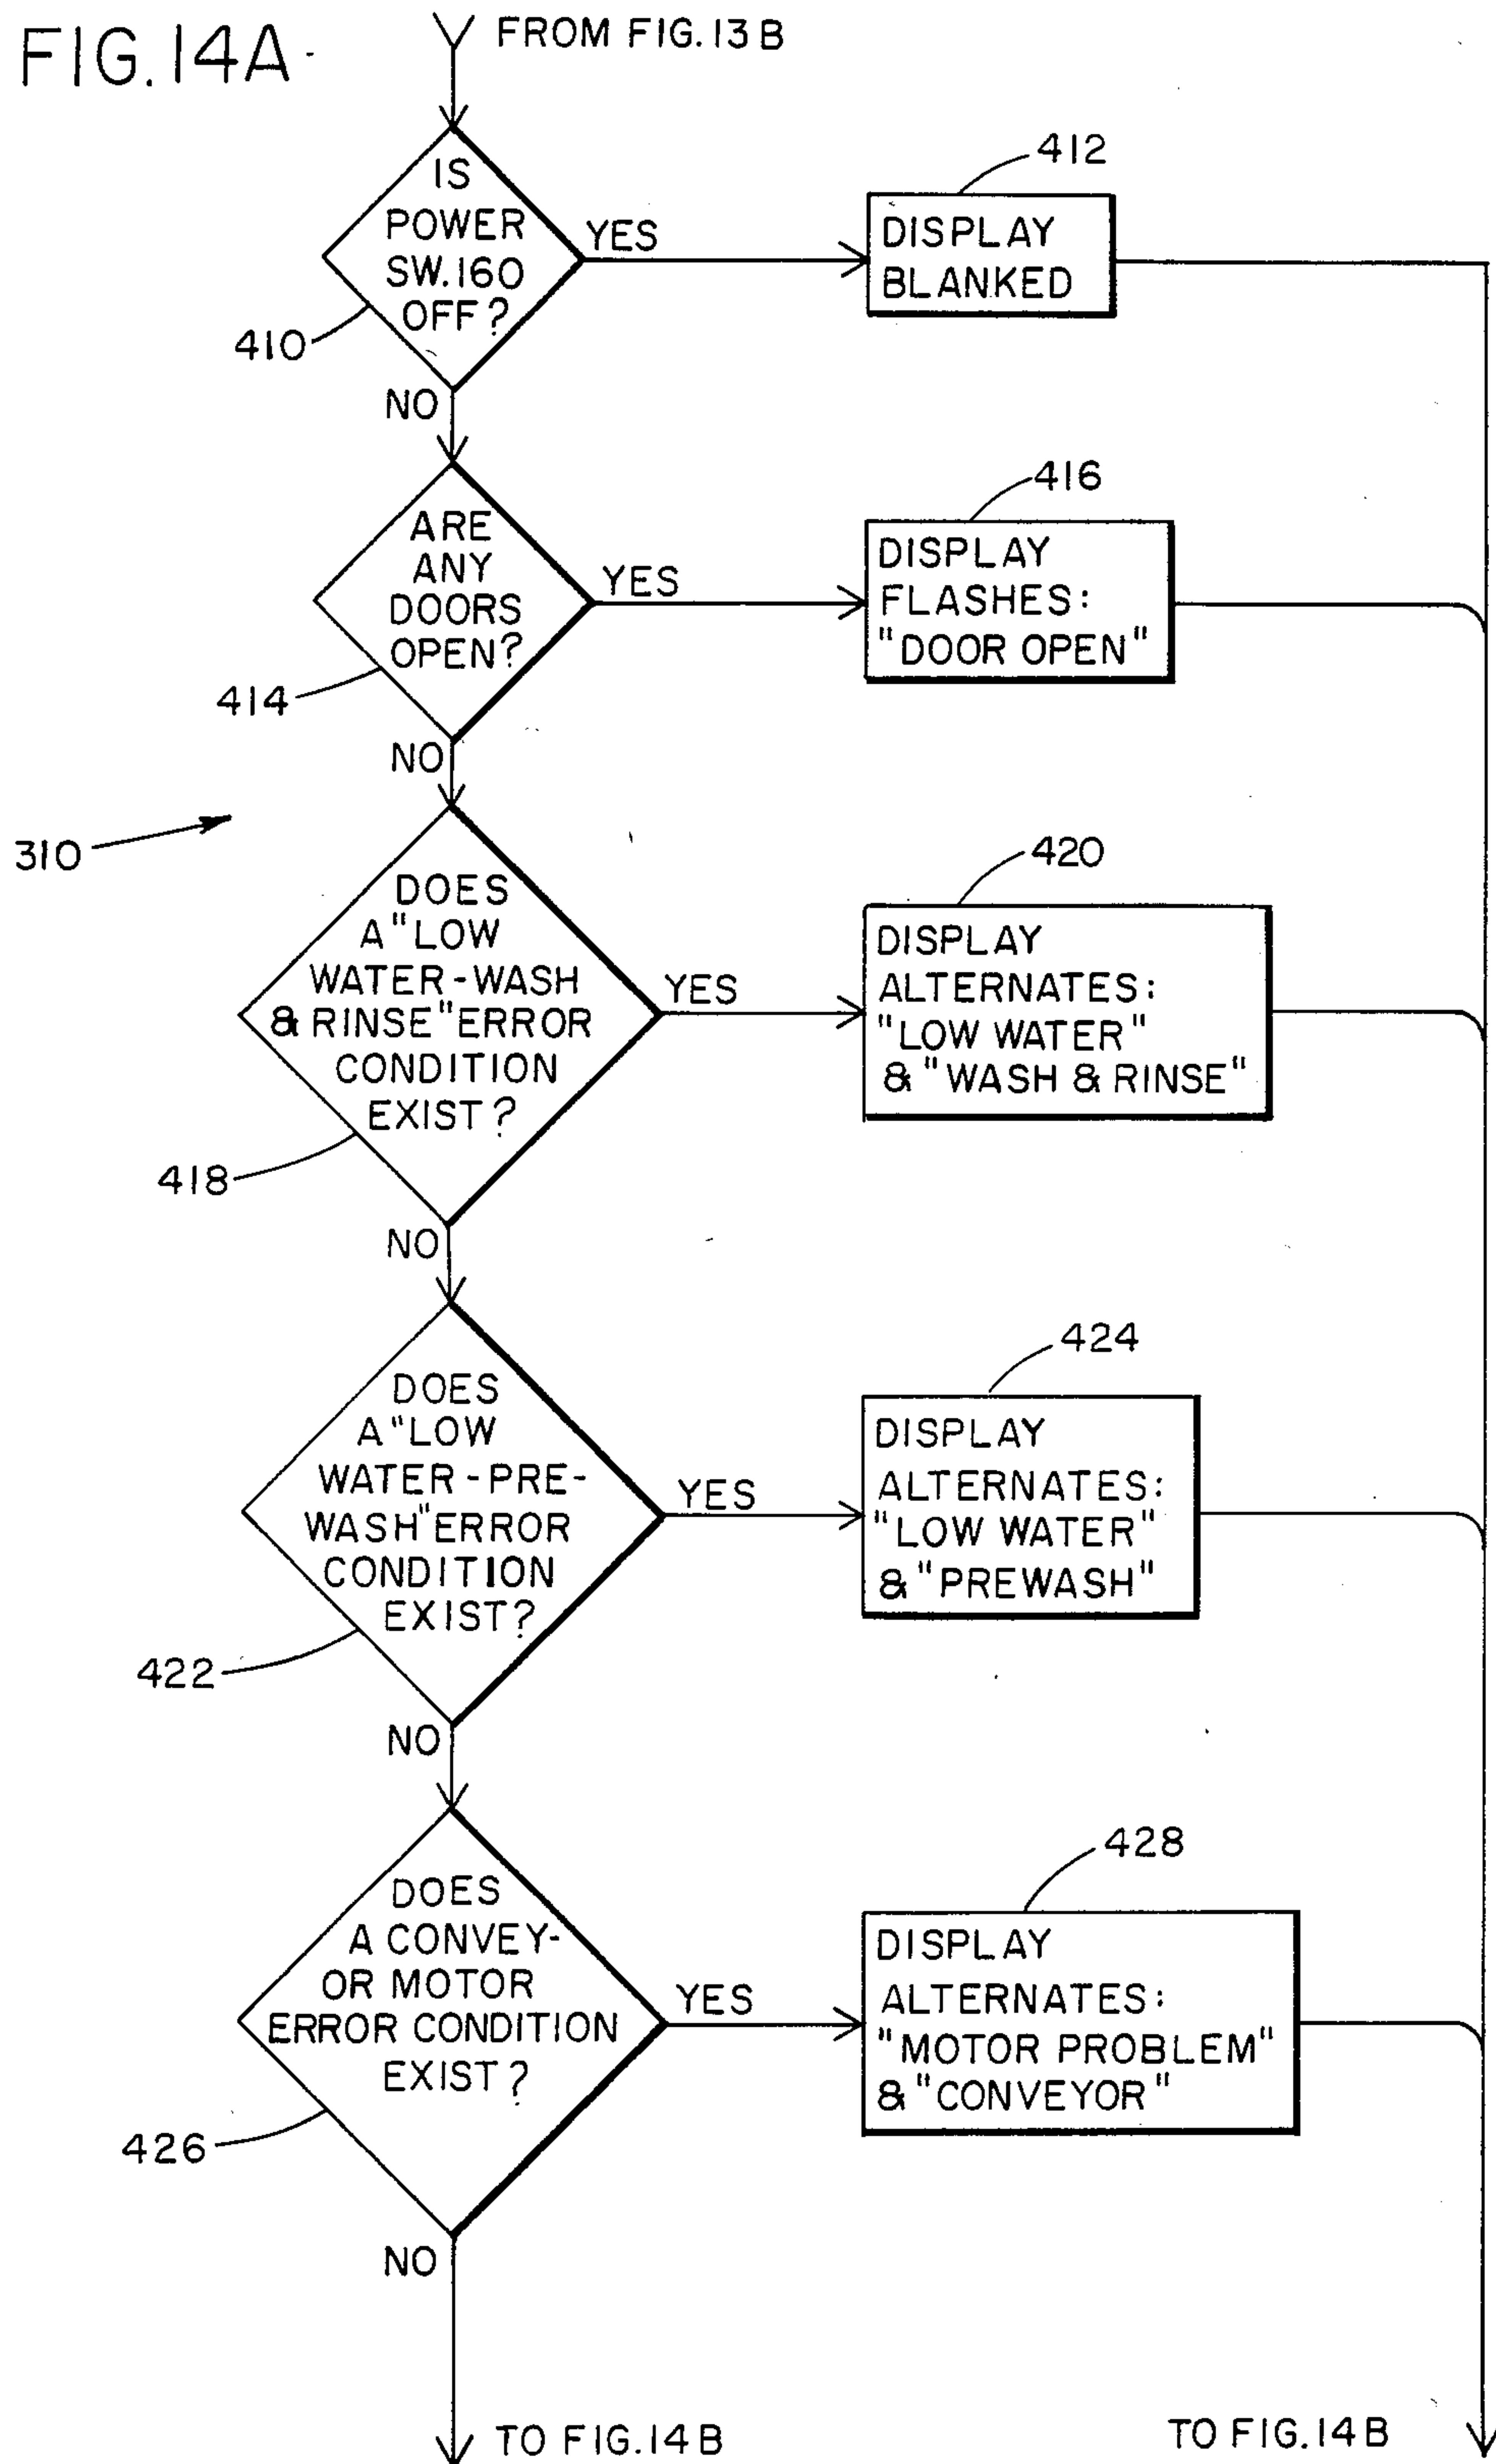 FIG. 14A
FROM FIG. 13B
IS
POWER
SW. 160
OFF?
410
YES
412
DISPLAY
BLANKED
NO
ARE
ANY
DOORS
OPEN?
414
YES
416
DISPLAY
FLASHES:
"DOOR OPEN"
NO
310
DOES
A "LOW
WATER-WASH
& RINSE" ERROR
CONDITION
EXIST?
418
YES
420
DISPLAY
ALTERNATES:
"LOW WATER"
& "WASH & RINSE"
NO
DOES
A "LOW
WATER-PRE-
WASH" ERROR
CONDITION
EXIST?
422
YES
424
DISPLAY
ALTERNATES:
"LOW WATER"
& "PREWASH"
NO
DOES
A CONVEY-
OR MOTOR
ERROR CONDITION
EXIST?
426
YES
428
DISPLAY
ALTERNATES:
"MOTOR PROBLEM"
& "CONVEYOR"
NO
TO FIG. 14B
TO FIG. 14B